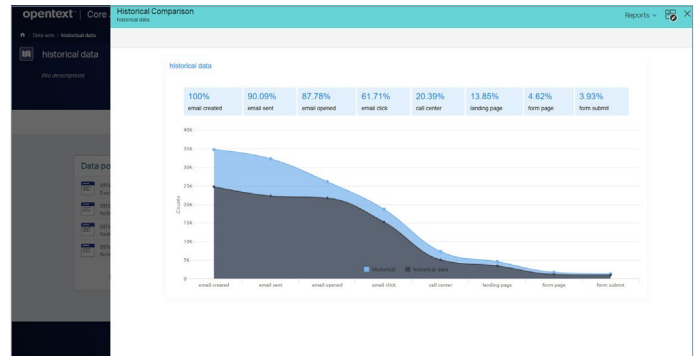 opentext™ | Core
Historical Comparison
historical data
Reports
/ Data sets / historical data
historical data
(No description)
historical data
100% 90.09% 87.78% 61.71% 20.39% 13.85% 4.62% 3.93%
email created email sent email opened email click call center landing page form page form submit
40K
35K
30K
25K
20K
15K
10K
5K
0
Counts
Historical historical data
email created email sent email opened email click call center landing page form page form submit
Data po